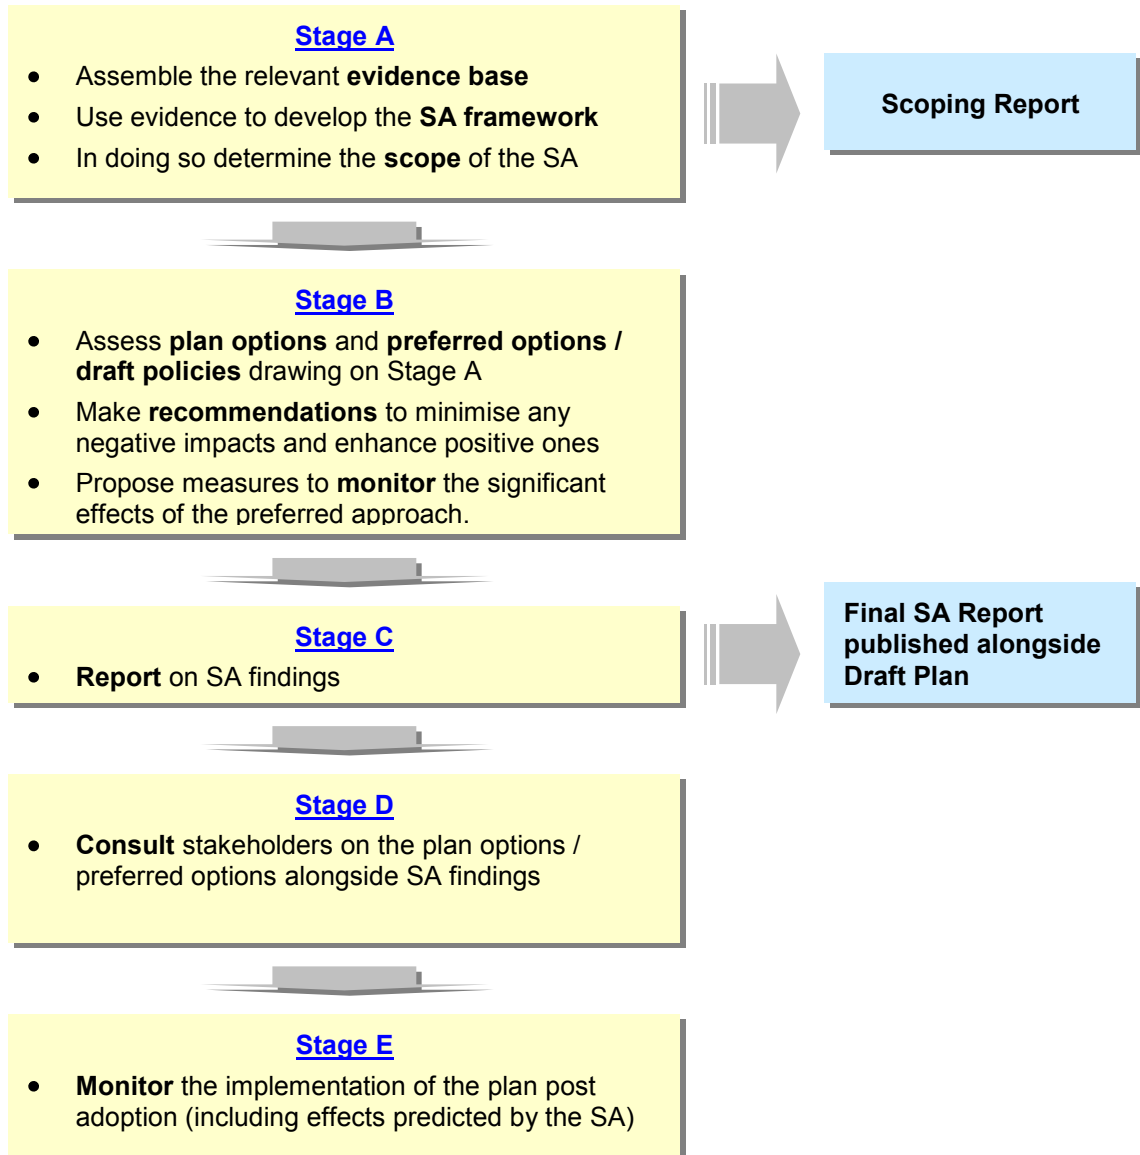 Stage A
• Assemble the relevant evidence base
• Use evidence to develop the SA framework
• In doing so determine the scope of the SA
Scoping Report
Stage B
• Assess plan options and preferred options /
draft policies drawing on Stage A
• Make recommendations to minimise any
negative impacts and enhance positive ones
• Propose measures to monitor the significant
effects of the preferred approach.
Stage C
• Report on SA findings
Final SA Report
published alongside
Draft Plan
Stage D
• Consult stakeholders on the plan options /
preferred options alongside SA findings
Stage E
• Monitor the implementation of the plan post
adoption (including effects predicted by the SA)